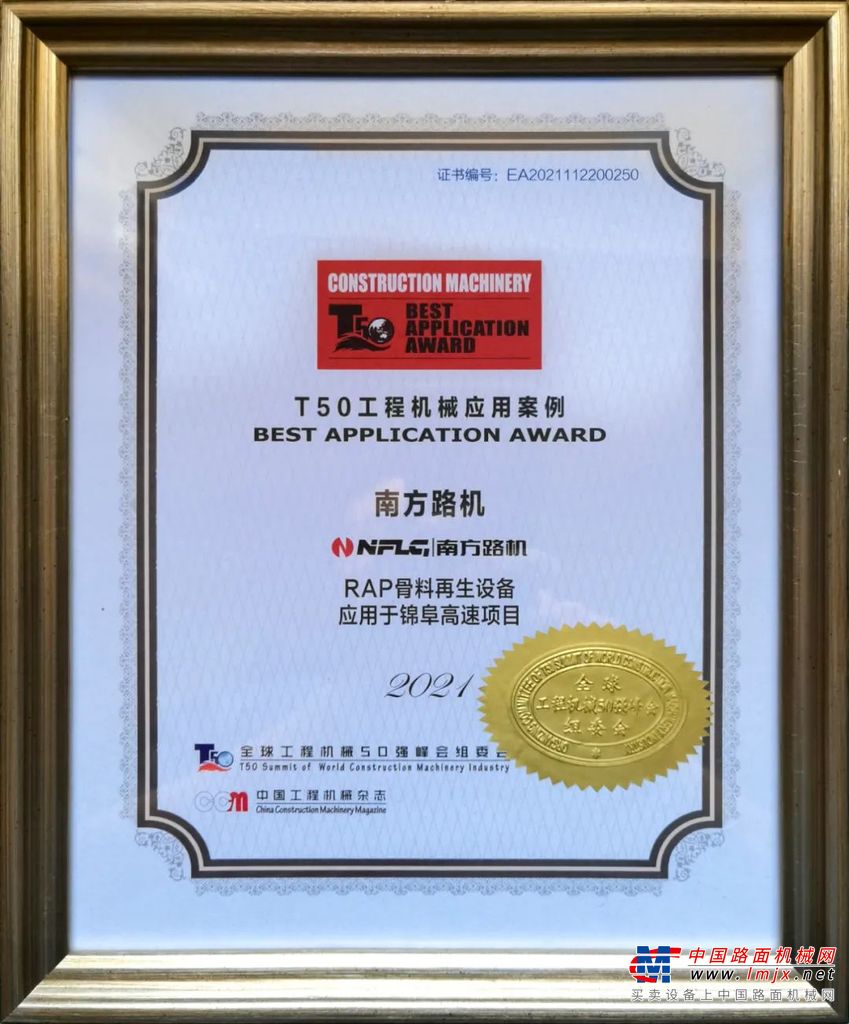 证书编号：EA2021112200250
CONSTRUCTION MACHINERY
T50
BEST
APPLICATION
AWARD
T50工程机械应用案例
BEST APPLICATION AWARD
南方路机
NFLG 南方路机
RAP骨料再生设备
应用于锦阜高速项目
2021
全球
工程机械50强峰会
组委会
T50 全球工程机械50强峰会组委会
T50 Summit of World Construction Machinery Industry
CCM 中国工程机械杂志
China Construction Machinery Magazine
中国路面机械网
www.lmjx.net
买卖设备上中国路面机械网